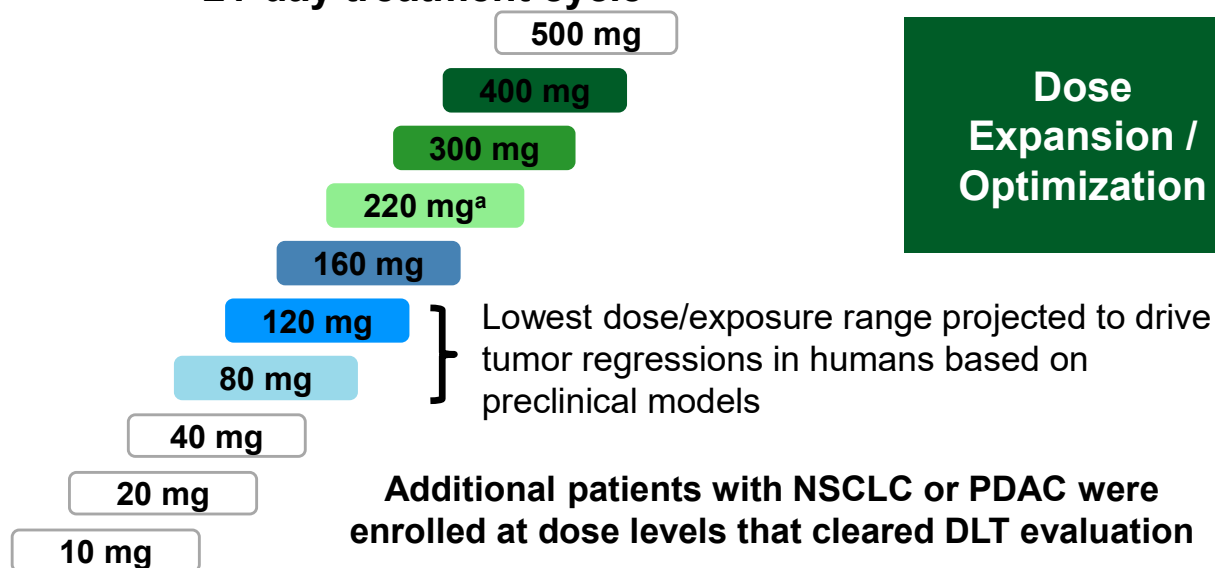 500 mg
400 mg
300 mg
220 mgᵃ
160 mg
120 mg
80 mg
40 mg
20 mg
10 mg
Dose
Expansion /
Optimization
Lowest dose/exposure range projected to drive
tumor regressions in humans based on
preclinical models
Additional patients with NSCLC or PDAC were
enrolled at dose levels that cleared DLT evaluation